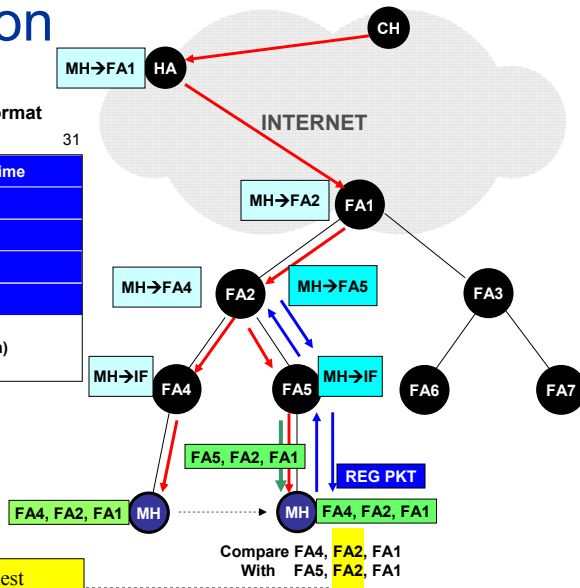 on
CH
MH→FA1
HA
ormat
31
INTERNET
ime
MH→FA2
FA1
MH→FA4
FA2
MH→FA5
FA3
)
MH→IF
FA4
FA5
MH→IF
FA6
FA7
FA5, FA2, FA1
REG PKT
FA4, FA2, FA1
MH
MH
FA4, FA2, FA1
Compare FA4, FA2, FA1
With FA5, FA2, FA1
est